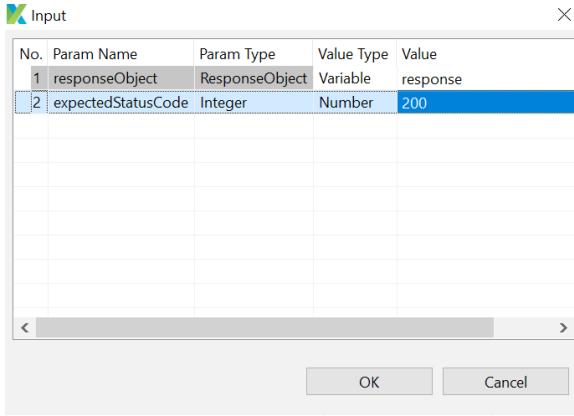 Input
No. Param Name Param Type Value Type Value
1 responseObject ResponseObject Variable response
2 expectedStatusCode Integer Number 200
OK Cancel